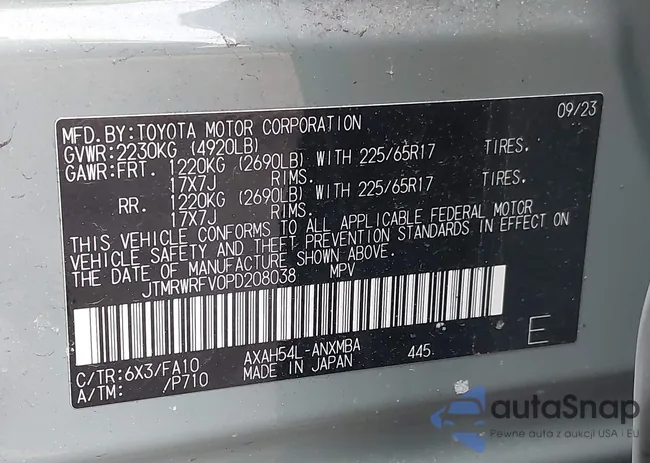 09/23
MFD.BY:TOYOTA MOTOR CORPORATION
GVWR:2230KG (4920LB)
GAWR:FRT. 1220KG (2690LB) WITH 225/65R17 TIRES.
17X7J RIMS.
RR. 1220KG (2690LB) WITH 225/65R17 TIRES.
17X7J RIMS.
THIS VEHICLE CONFORMS TO ALL APPLICABLE FEDERAL MOTOR
VEHICLE SAFETY AND THEFT PREVENTION STANDARDS IN EFFECT ON
THE DATE OF MANUFACTURE SHOWN ABOVE.
JTMRWRFV0PD208038 MPV
C/TR:6X3/FA10 AXAH54L-ANXMBA 445.
A/TM: /P710 MADE IN JAPAN
E
autaSnap
Pewne auta z aukcji USA i EU